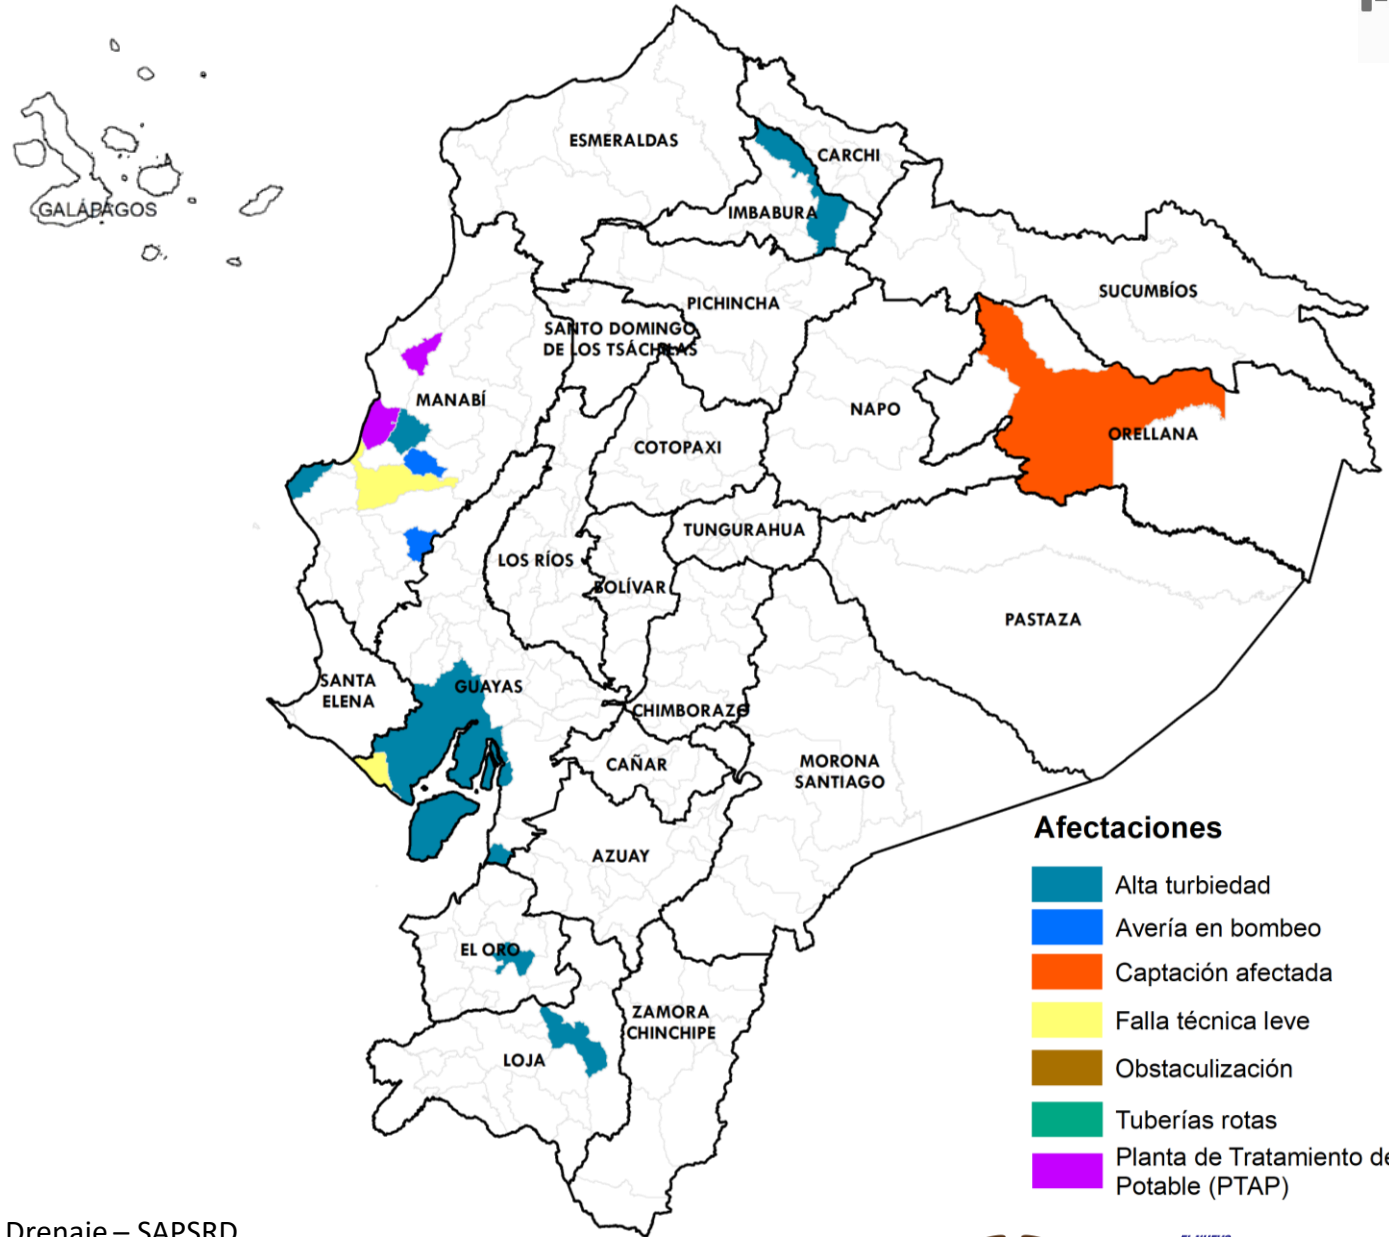 ESMERALDAS
CARCHI
IMBABURA
GALÁPAGOS
SUCUMBÍOS
PICHINCHA
SANTO DOMINGO
DE LOS TSÁCHILAS
MANABÍ
NAPO
ORELLANA
COTOPAXI
TUNGURAHUA
LOS RÍOS
BOLÍVAR
PASTAZA
SANTA
ELENA
GUAYAS
CHIMBORAZO
CAÑAR
MORONA
SANTIAGO
AZUAY
EL ORO
ZAMORA
CHINCHIPE
LOJA
Afectaciones
Alta turbiedad
Avería en bombeo
Captación afectada
Falla técnica leve
Obstaculización
Tuberías rotas
Planta de Tratamiento de
Potable (PTAP)
Drenaje – SAPSRD